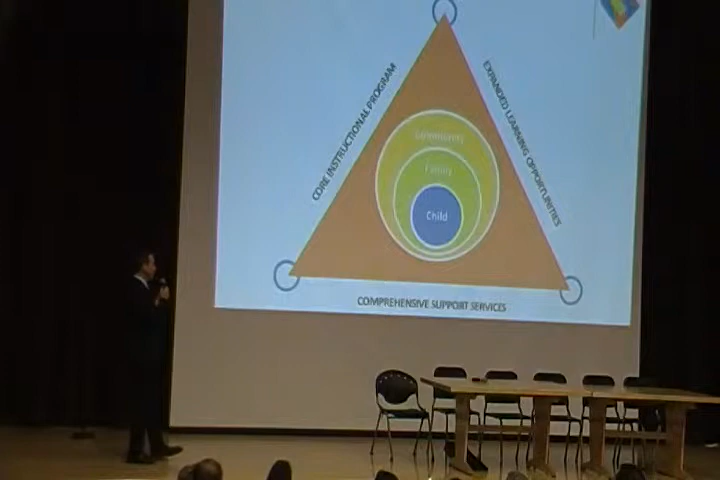 CORE INSTRUCTIONAL PROGRAM
EXPANDED LEARNING OPPORTUNITIES
Community
Family
Child
COMPREHENSIVE SUPPORT SERVICES